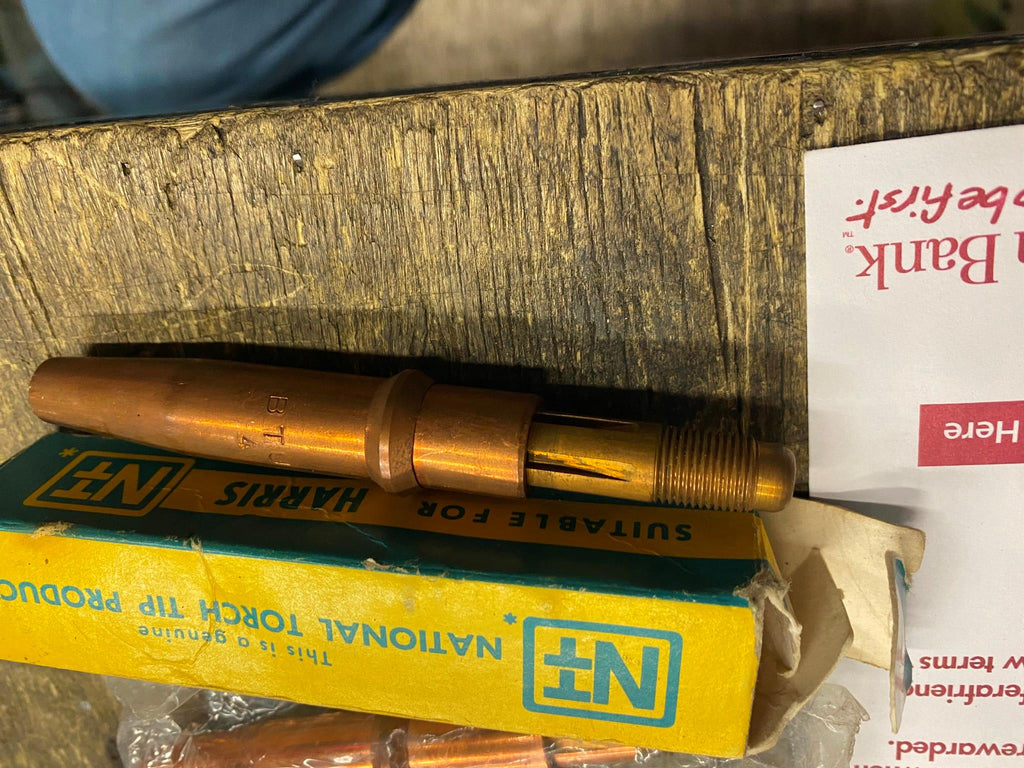 BTU
4
SUITABLE FOR HARRIS
NT*
This is a genuine
NATIONAL TORCH TIP PRODUC
NT*
be first.
Bank
Here
terms
rewarded.